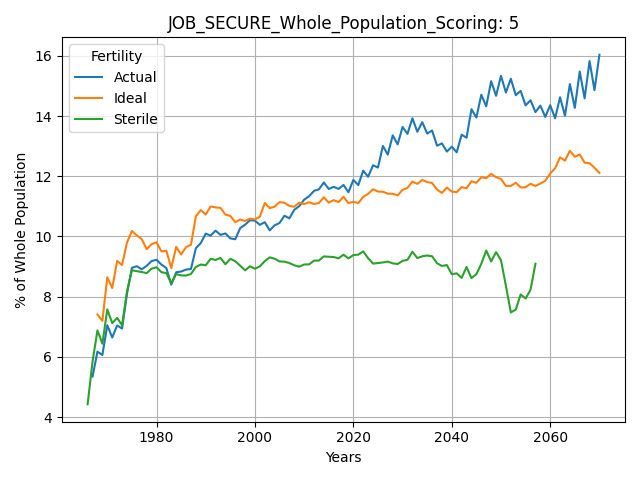 JOB_SECURE_Whole_Population_Scoring: 5
Fertility
Actual
Ideal
Sterile
% of Whole Population
16
14
12
10
8
6
4
1980 2000 2020 2040 2060
Years